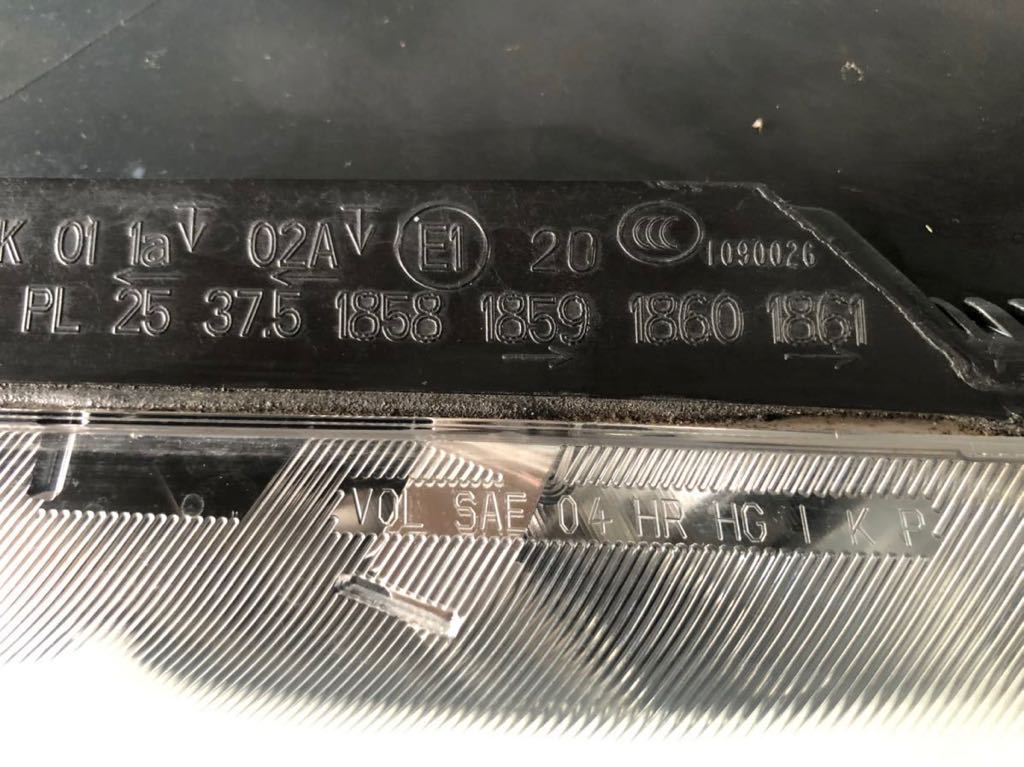 K 01 1a 02A E1 20 CCC 1090026
PL 25 37.5 1858 1859 1860 1861
VOL SAE 04 HR HG I K P